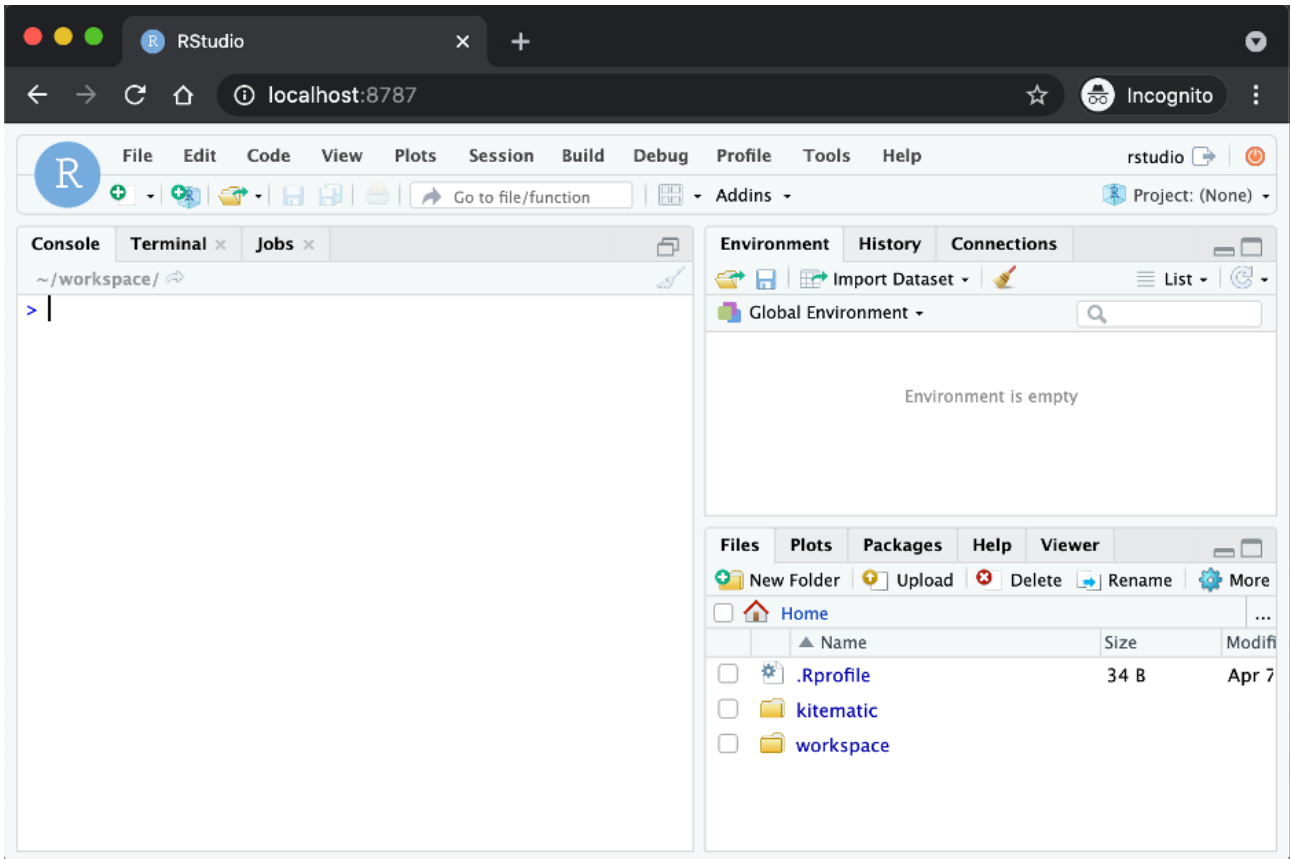 R RStudio
localhost:8787 Incognito
R File Edit Code View Plots Session Build Debug Profile Tools Help rstudio
Go to file/function Addins Project: (None)
Console Terminal Jobs
~/workspace/
>
Environment History Connections
Import Dataset List
Global Environment
Environment is empty
Files Plots Packages Help Viewer
New Folder Upload Delete Rename More
Home ...
Name Size Modifi
.Rprofile 34 B Apr 7
kitematic
workspace